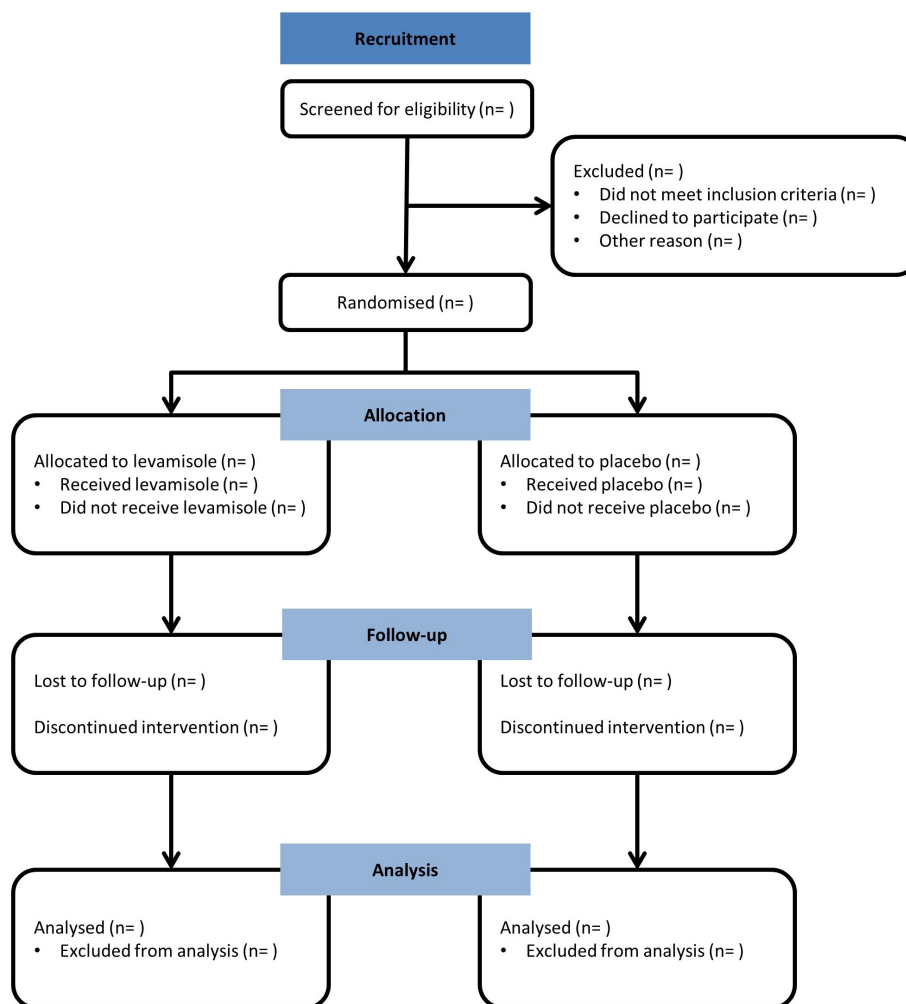 Recruitment
Screened for eligibility (n= )
Excluded (n= )
• Did not meet inclusion criteria (n= )
• Declined to participate (n= )
• Other reason (n= )
Randomised (n= )
Allocation
Allocated to levamisole (n= )
• Received levamisole (n= )
• Did not receive levamisole (n= )
Allocated to placebo (n= )
• Received placebo (n= )
• Did not receive placebo (n= )
Follow-up
Lost to follow-up (n= )
Discontinued intervention (n= )
Lost to follow-up (n= )
Discontinued intervention (n= )
Analysis
Analysed (n= )
• Excluded from analysis (n= )
Analysed (n= )
• Excluded from analysis (n= )